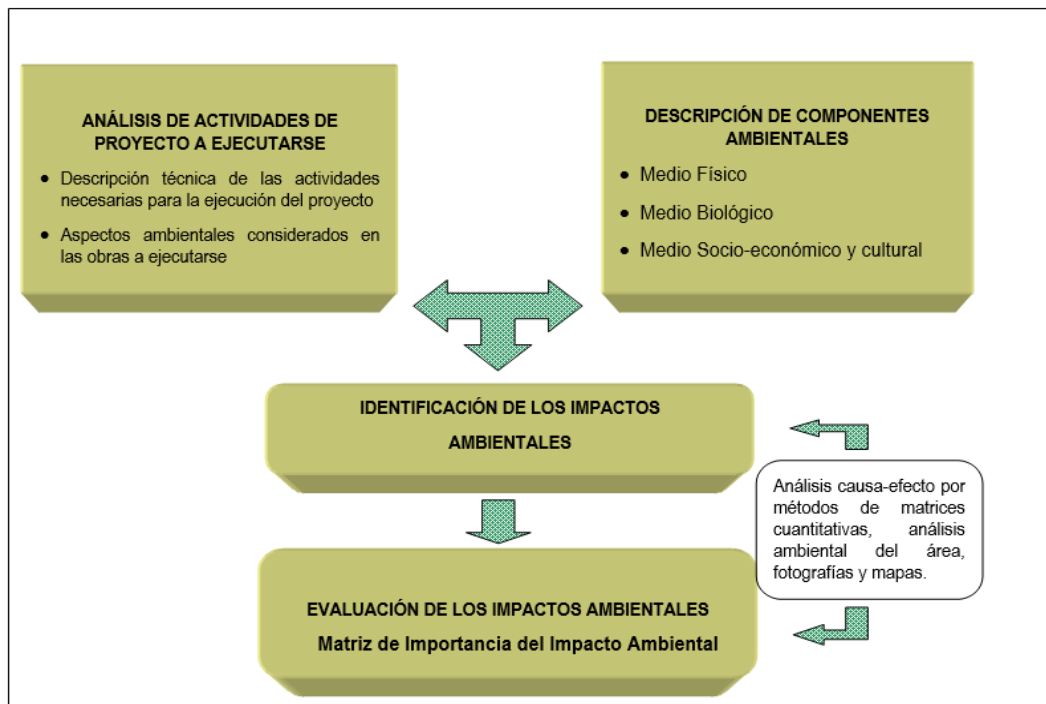 ANÁLISIS DE ACTIVIDADES DE
PROYECTO A EJECUTARSE
• Descripción técnica de las actividades
necesarias para la ejecución del proyecto
• Aspectos ambientales considerados en
las obras a ejecutarse
DESCRIPCIÓN DE COMPONENTES
AMBIENTALES
• Medio Físico
• Medio Biológico
• Medio Socio-económico y cultural
IDENTIFICACIÓN DE LOS IMPACTOS
AMBIENTALES
Análisis causa-efecto por
métodos de matrices
cuantitativas, análisis
ambiental del área,
fotografías y mapas.
EVALUACIÓN DE LOS IMPACTOS AMBIENTALES
Matriz de Importancia del Impacto Ambiental